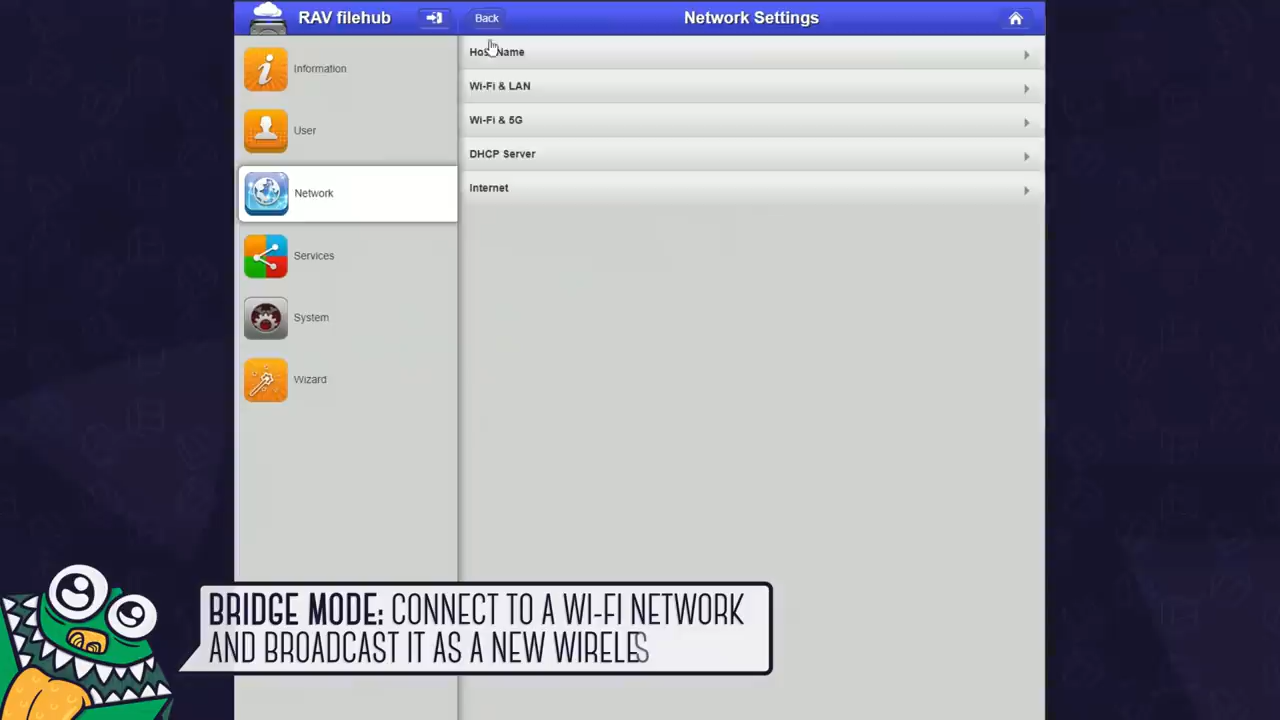 RAV filehub
Back
Network Settings
Information
User
Network
Services
System
Wizard
Host Name
Wi-Fi & LAN
Wi-Fi & 5G
DHCP Server
Internet
BRIDGE MODE: CONNECT TO A WI-FI NETWORK
AND BROADCAST IT AS A NEW WIRELES